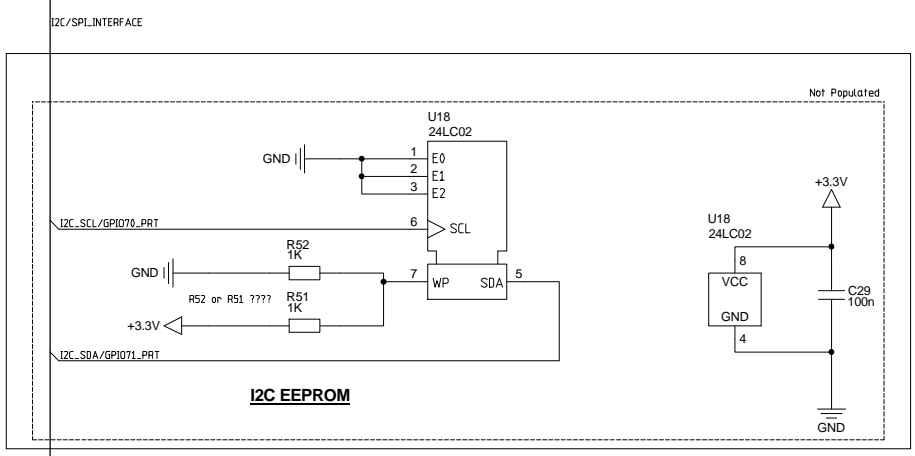 I2C/SPI_INTERFACE
Not Populated
U18
24LC02
GND
1
E0
2
E1
3
E2
I2C_SCL/GPIO70_PRT
6
SCL
R52
1K
GND
7
WP
SDA
5
R52 or R51 ????
R51
1K
+3.3V
I2C_SDA/GPIO71_PRT
I2C EEPROM
+3.3V
U18
24LC02
8
VCC
GND
4
C29
100n
GND